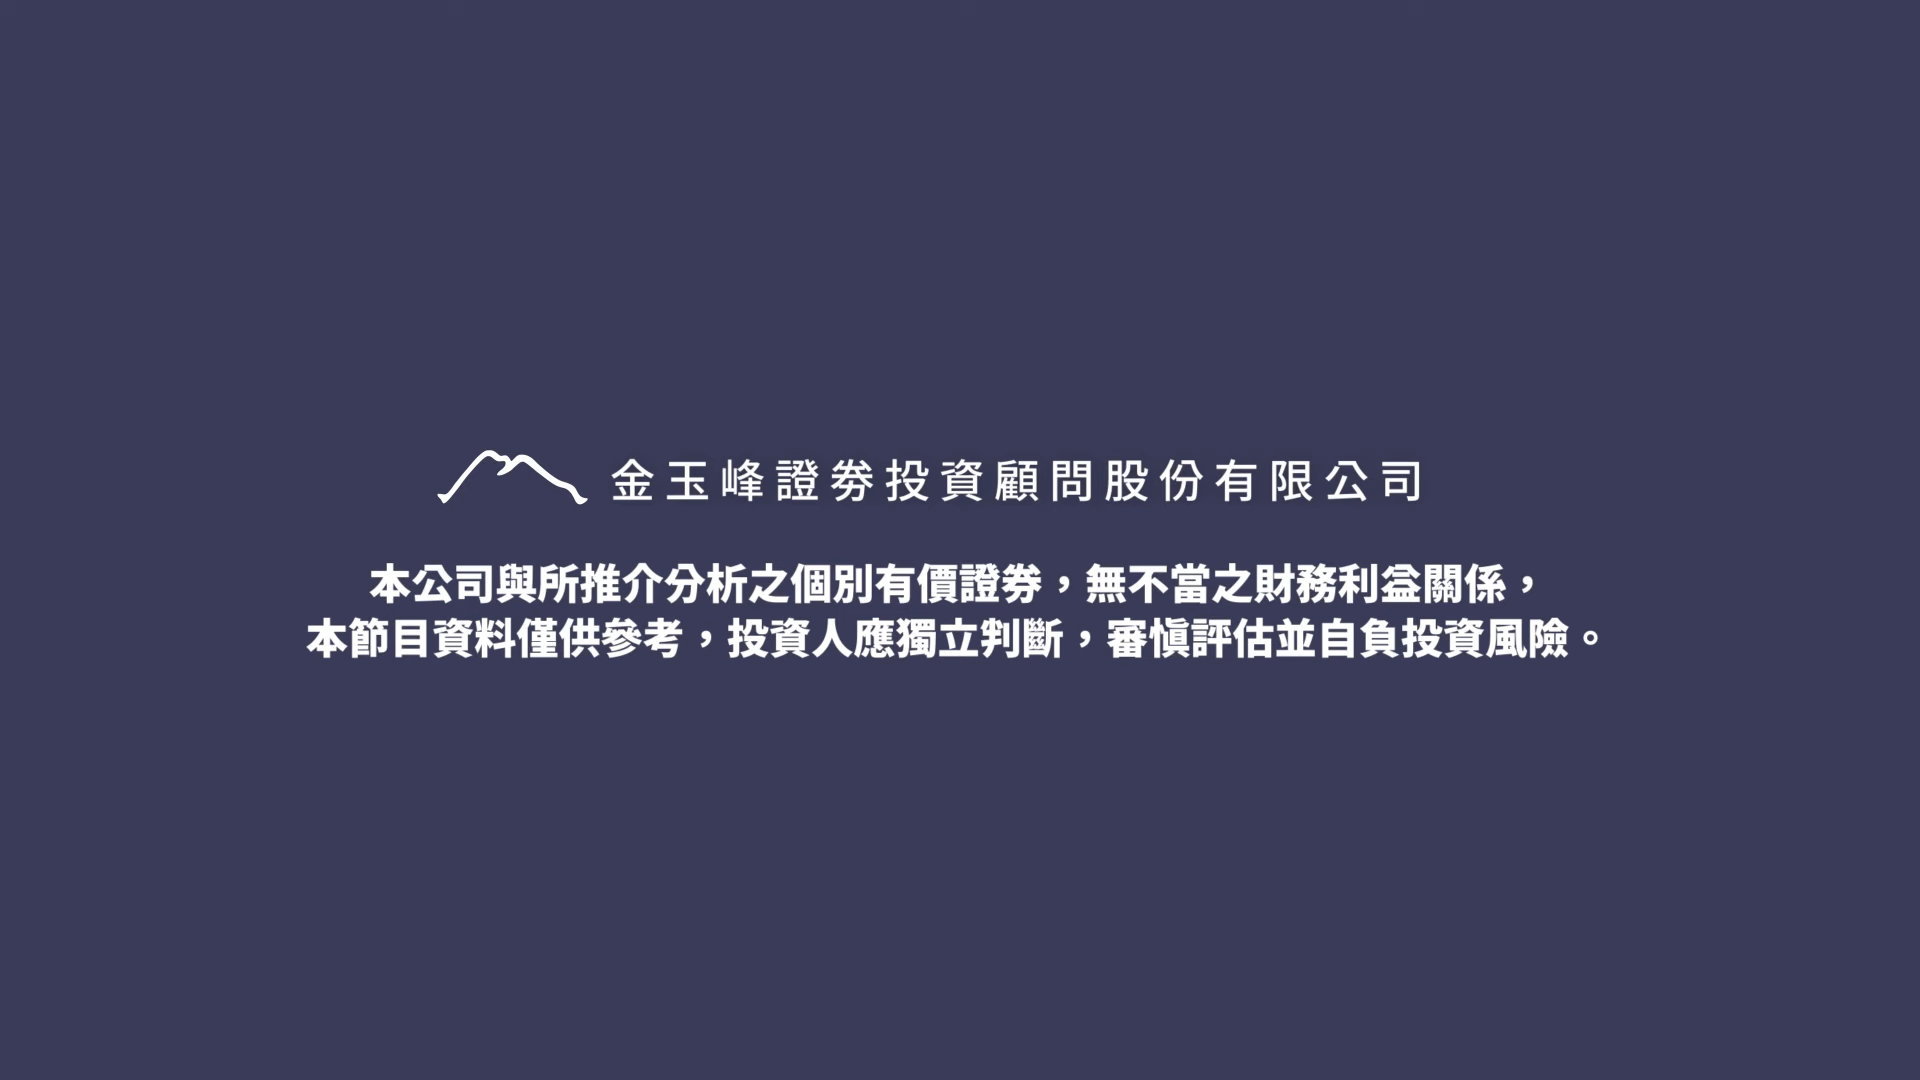 金玉峰證劵投資顧問股份有限公司
本公司與所推介分析之個別有價證券，無不當之財務利益關係，
本節目資料僅供參考，投資人應獨立判斷，審慎評估並自負投資風險。